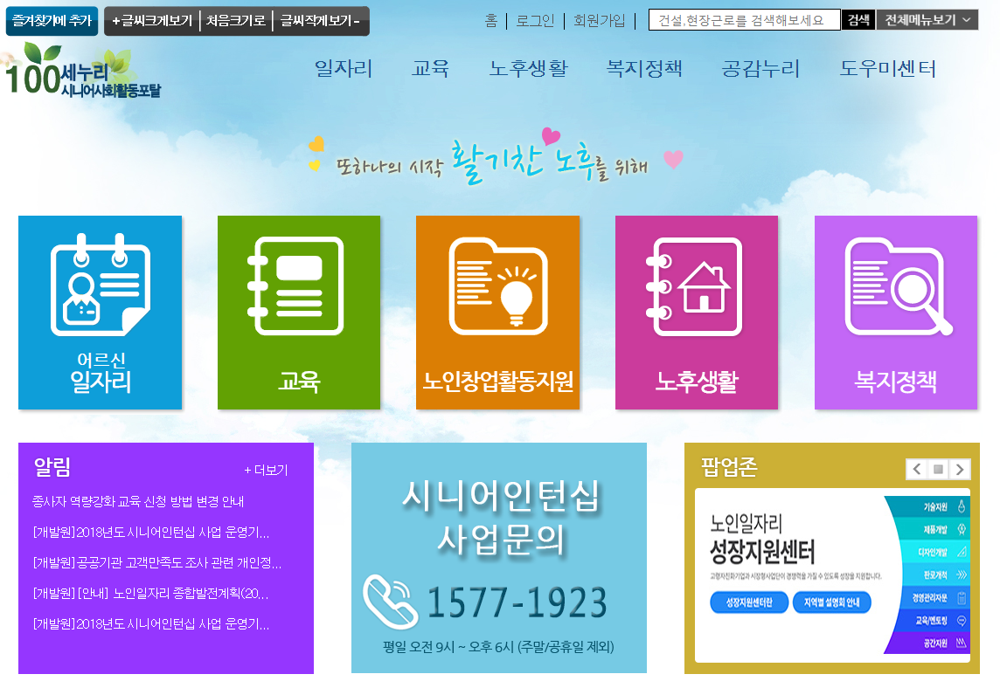 즐겨찾기에 추가
+글씨크게보기 처음크기로 글씨작게보기-
홈 로그인 회원가입
건설,현장근로를 검색해보세요 검색 전체메뉴보기
100세누리
시니어사회활동포탈
일자리 교육 노후생활 복지정책 공감누리 도우미센터
또하나의 시작 활기찬 노후를 위해
어르신
일자리
교육
노인창업활동지원
노후생활
복지정책
알림
+ 더보기
종사자 역량강화 교육 신청 방법 변경 안내
[개발원]2018년도 시니어인턴십 사업 운영기...
[개발원]공공기관 고객만족도 조사 관련 개인정...
[개발원][안내] 노인일자리 종합발전계획(20...
[개발원]2018년도 시니어인턴십 사업 운영기...
시니어인턴십
사업문의
1577-1923
평일 오전 9시 ~ 오후 6시 (주말/공휴일 제외)
팝업존
노인일자리
성장지원센터
고령자친화기업과 시장형사업단이 경쟁력을 가질 수 있도록 성장을 지원합니다.
성장지원센터란 지역별 설명회 안내
기술지원
제품개발
디자인개발
판로개척
경영관리자문
교육/멘토링
공간지원